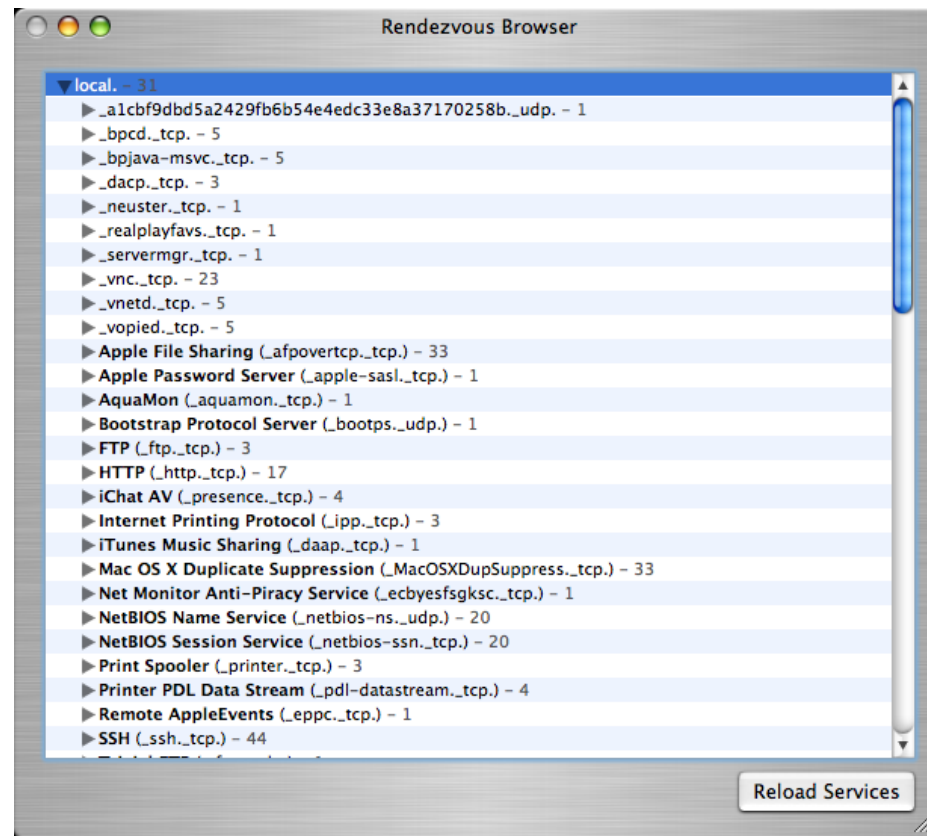 Rendezvous Browser
local. – 31
_a1cbf9dbd5a2429fb6b54e4edc33e8a37170258b._udp. – 1
_bpcd._tcp. – 5
_bpjava-msvc._tcp. – 5
_dacp._tcp. – 3
_neuster._tcp. – 1
_realplayfavs._tcp. – 1
_servermgr._tcp. – 1
_vnc._tcp. – 23
_vnetd._tcp. – 5
_vopied._tcp. – 5
Apple File Sharing (_afpovertcp._tcp.) – 33
Apple Password Server (_apple-sasl._tcp.) – 1
AquaMon (_aquamon._tcp.) – 1
Bootstrap Protocol Server (_bootps._udp.) – 1
FTP (_ftp._tcp.) – 3
HTTP (_http._tcp.) – 17
iChat AV (_presence._tcp.) – 4
Internet Printing Protocol (_ipp._tcp.) – 3
iTunes Music Sharing (_daap._tcp.) – 1
Mac OS X Duplicate Suppression (_MacOSXDupSuppress._tcp.) – 33
Net Monitor Anti-Piracy Service (_ecbyesfsgksc._tcp.) – 1
NetBIOS Name Service (_netbios-ns._udp.) – 20
NetBIOS Session Service (_netbios-ssn._tcp.) – 20
Print Spooler (_printer._tcp.) – 3
Printer PDL Data Stream (_pdl-datastream._tcp.) – 4
Remote AppleEvents (_eppc._tcp.) – 1
SSH (_ssh._tcp.) – 44
Reload Services